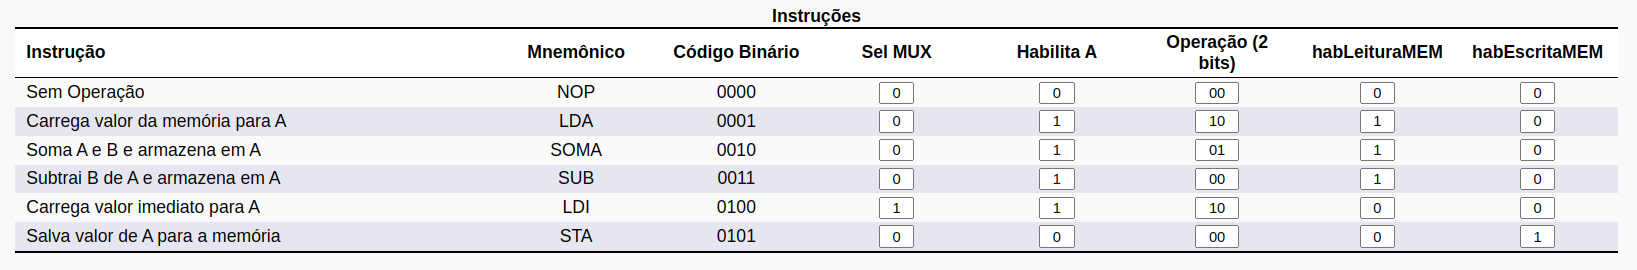 Instruções
Instrução Mnemônico Código Binário Sel MUX Habilita A Operação (2 bits) habLeituraMEM habEscritaMEM
Sem Operação NOP 0000 0 0 00 0 0
Carrega valor da memória para A LDA 0001 0 1 10 1 0
Soma A e B e armazena em A SOMA 0010 0 1 01 1 0
Subtrai B de A e armazena em A SUB 0011 0 1 00 1 0
Carrega valor imediato para A LDI 0100 1 1 10 0 0
Salva valor de A para a memória STA 0101 0 0 00 0 1